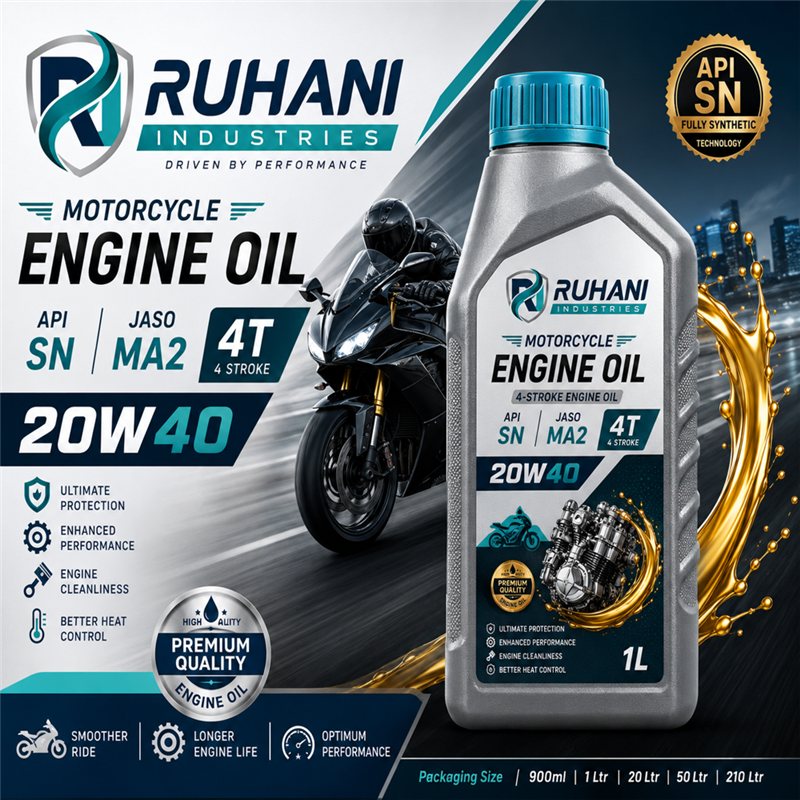 RUHANI
INDUSTRIES
DRIVEN BY PERFORMANCE
API
SN
FULLY SYNTHETIC
TECHNOLOGY
MOTORCYCLE
ENGINE OIL
API
SN
JASO
MA2
4T
4 STROKE
20W40
ULTIMATE
PROTECTION
ENHANCED
PERFORMANCE
ENGINE
CLEANLINESS
BETTER HEAT
CONTROL
HIGH ALITY
PREMIUM
QUALITY
ENGINE OIL
SMOOTHER
RIDE
LONGER
ENGINE LIFE
OPTIMUM
PERFORMANCE
RUHANI
INDUSTRIES
MOTORCYCLE
ENGINE OIL
4-STROKE ENGINE OIL
API
SN
JASO
MA2
4T
4 STROKE
20W40
PREMIUM
QUALITY
ENGINE OIL
ULTIMATE PROTECTION
ENHANCED PERFORMANCE
ENGINE CLEANLINESS
BETTER HEAT CONTROL
1L
Packaging Size | 900ml | 1 Ltr | 20 Ltr | 50 Ltr | 210 Ltr